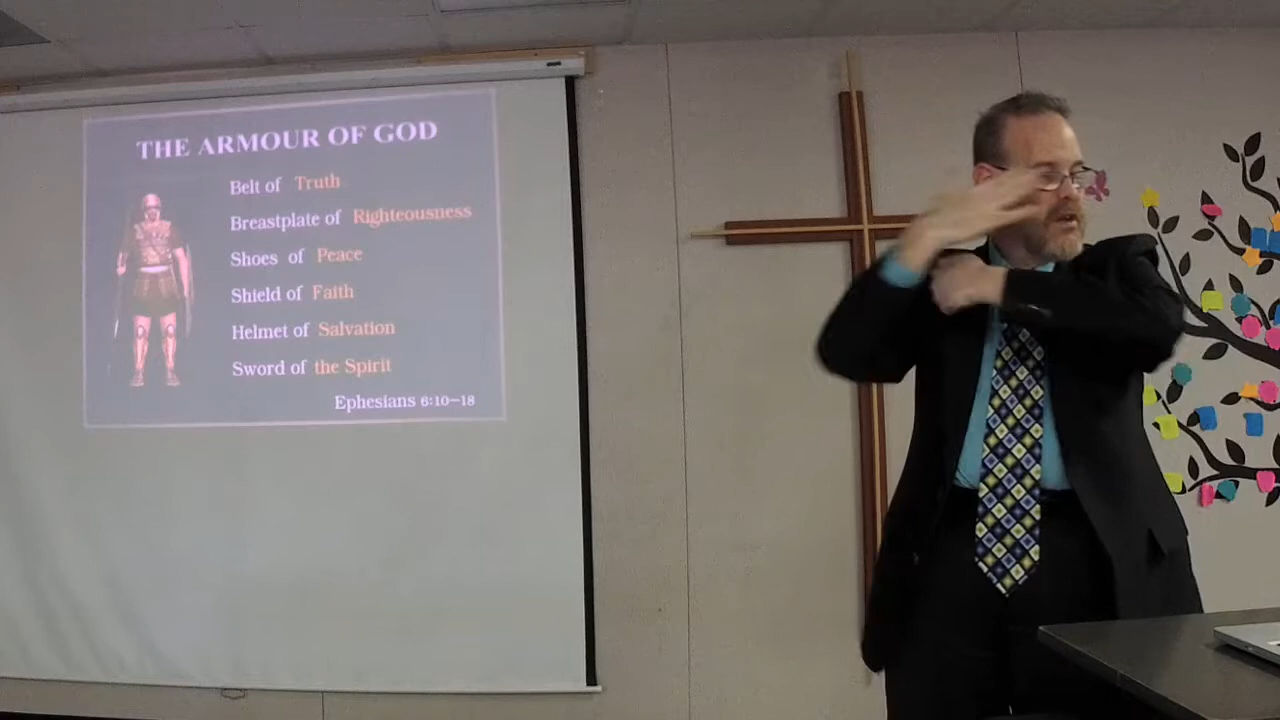 THE ARMOUR OF GOD
Belt of Truth
Breastplate of Righteousness
Shoes of Peace
Shield of Faith
Helmet of Salvation
Sword of the Spirit
Ephesians 6:10–18